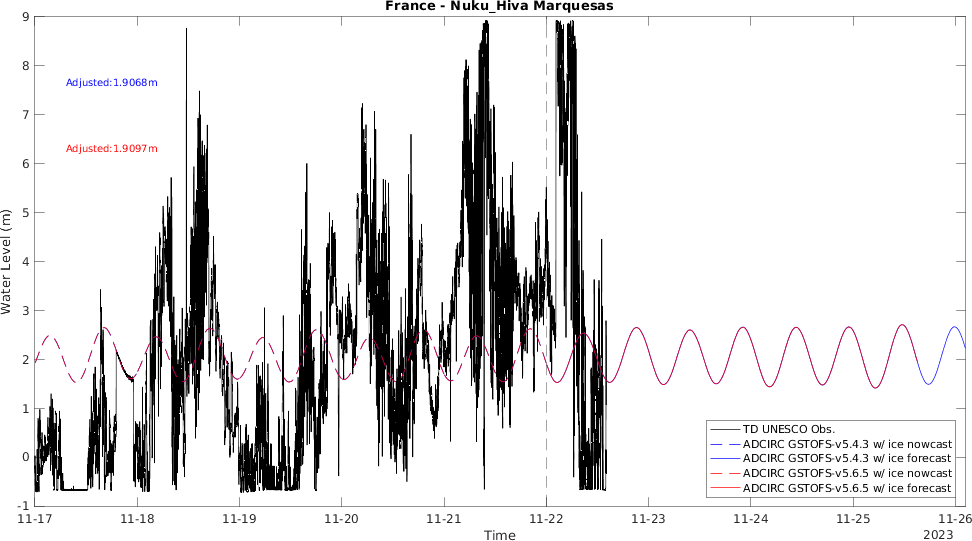 France - Nuku_Hiva Marquesas
9
8
7
6
5
4
3
2
1
0
-1
Water Level (m)
Adjusted:1.9068m
Adjusted:1.9097m
TD UNESCO Obs.
ADCIRC GSTOFS-v5.4.3 w/ ice nowcast
ADCIRC GSTOFS-v5.4.3 w/ ice forecast
ADCIRC GSTOFS-v5.6.5 w/ ice nowcast
ADCIRC GSTOFS-v5.6.5 w/ ice forecast
11-17 11-18 11-19 11-20 11-21 11-22 11-23 11-24 11-25 11-26
Time
2023